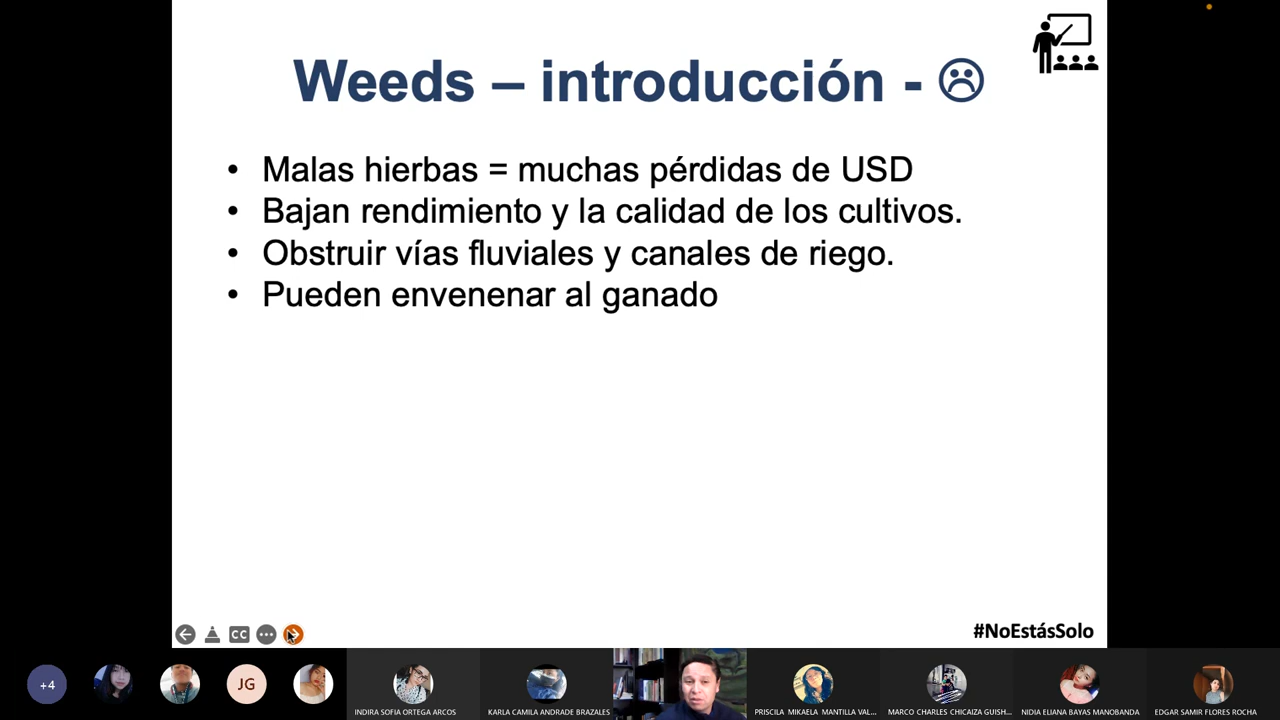 Weeds – introducción - ☹
• Malas hierbas = muchas pérdidas de USD
• Bajan rendimiento y la calidad de los cultivos.
• Obstruir vías fluviales y canales de riego.
• Pueden envenenar al ganado
CC
#NoEstásSolo
+4
JG
INDIRA SOFIA ORTEGA ARCOS
KARLA CAMILA ANDRADE BRAZALES
PRISCILA MIKAELA MANTILLA VAL...
MARCO CHARLES CHICAIZA GUISH...
NIDIA ELIANA BAYAS MANOBANDA
EDGAR SAMIR FLORES ROCHA